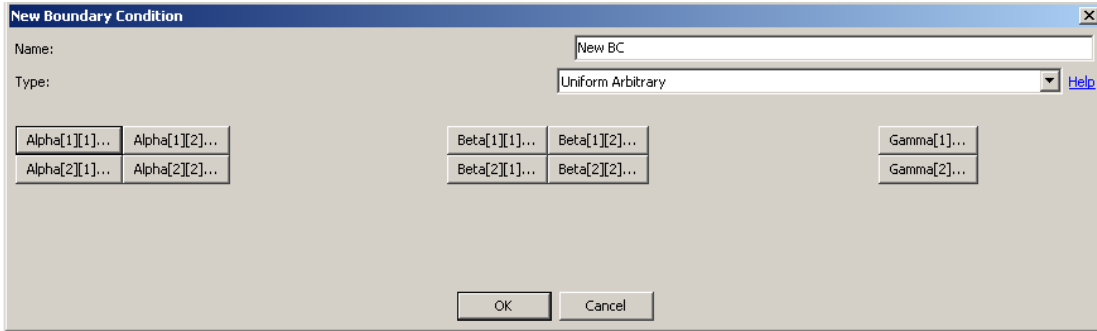 New Boundary Condition
Name: New BC
Type: Uniform Arbitrary Help
Alpha[1][1]... Alpha[1][2]... Beta[1][1]... Beta[1][2]... Gamma[1]...
Alpha[2][1]... Alpha[2][2]... Beta[2][1]... Beta[2][2]... Gamma[2]...
OK Cancel